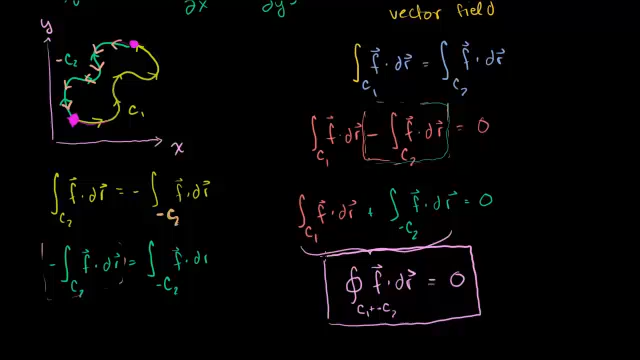 ∂x ∂y
vector field
y
-C₂
C₁
x
∫_{C₁} f⃗ · dr⃗ = ∫_{C₂} f⃗ · dr⃗
∫_{C₁} f⃗ · dr⃗ - ∫_{C₂} f⃗ · dr⃗ = 0
∫_{C₂} f⃗ · dr⃗ = - ∫_{-C₂} f⃗ · dr⃗
∫_{C₁} f⃗ · dr⃗ + ∫_{-C₂} f⃗ · dr⃗ = 0
- ∫_{C₂} f⃗ · dr⃗ = ∫_{-C₂} f⃗ · dr
∮_{C₁+-C₂} f⃗ · dr⃗ = 0